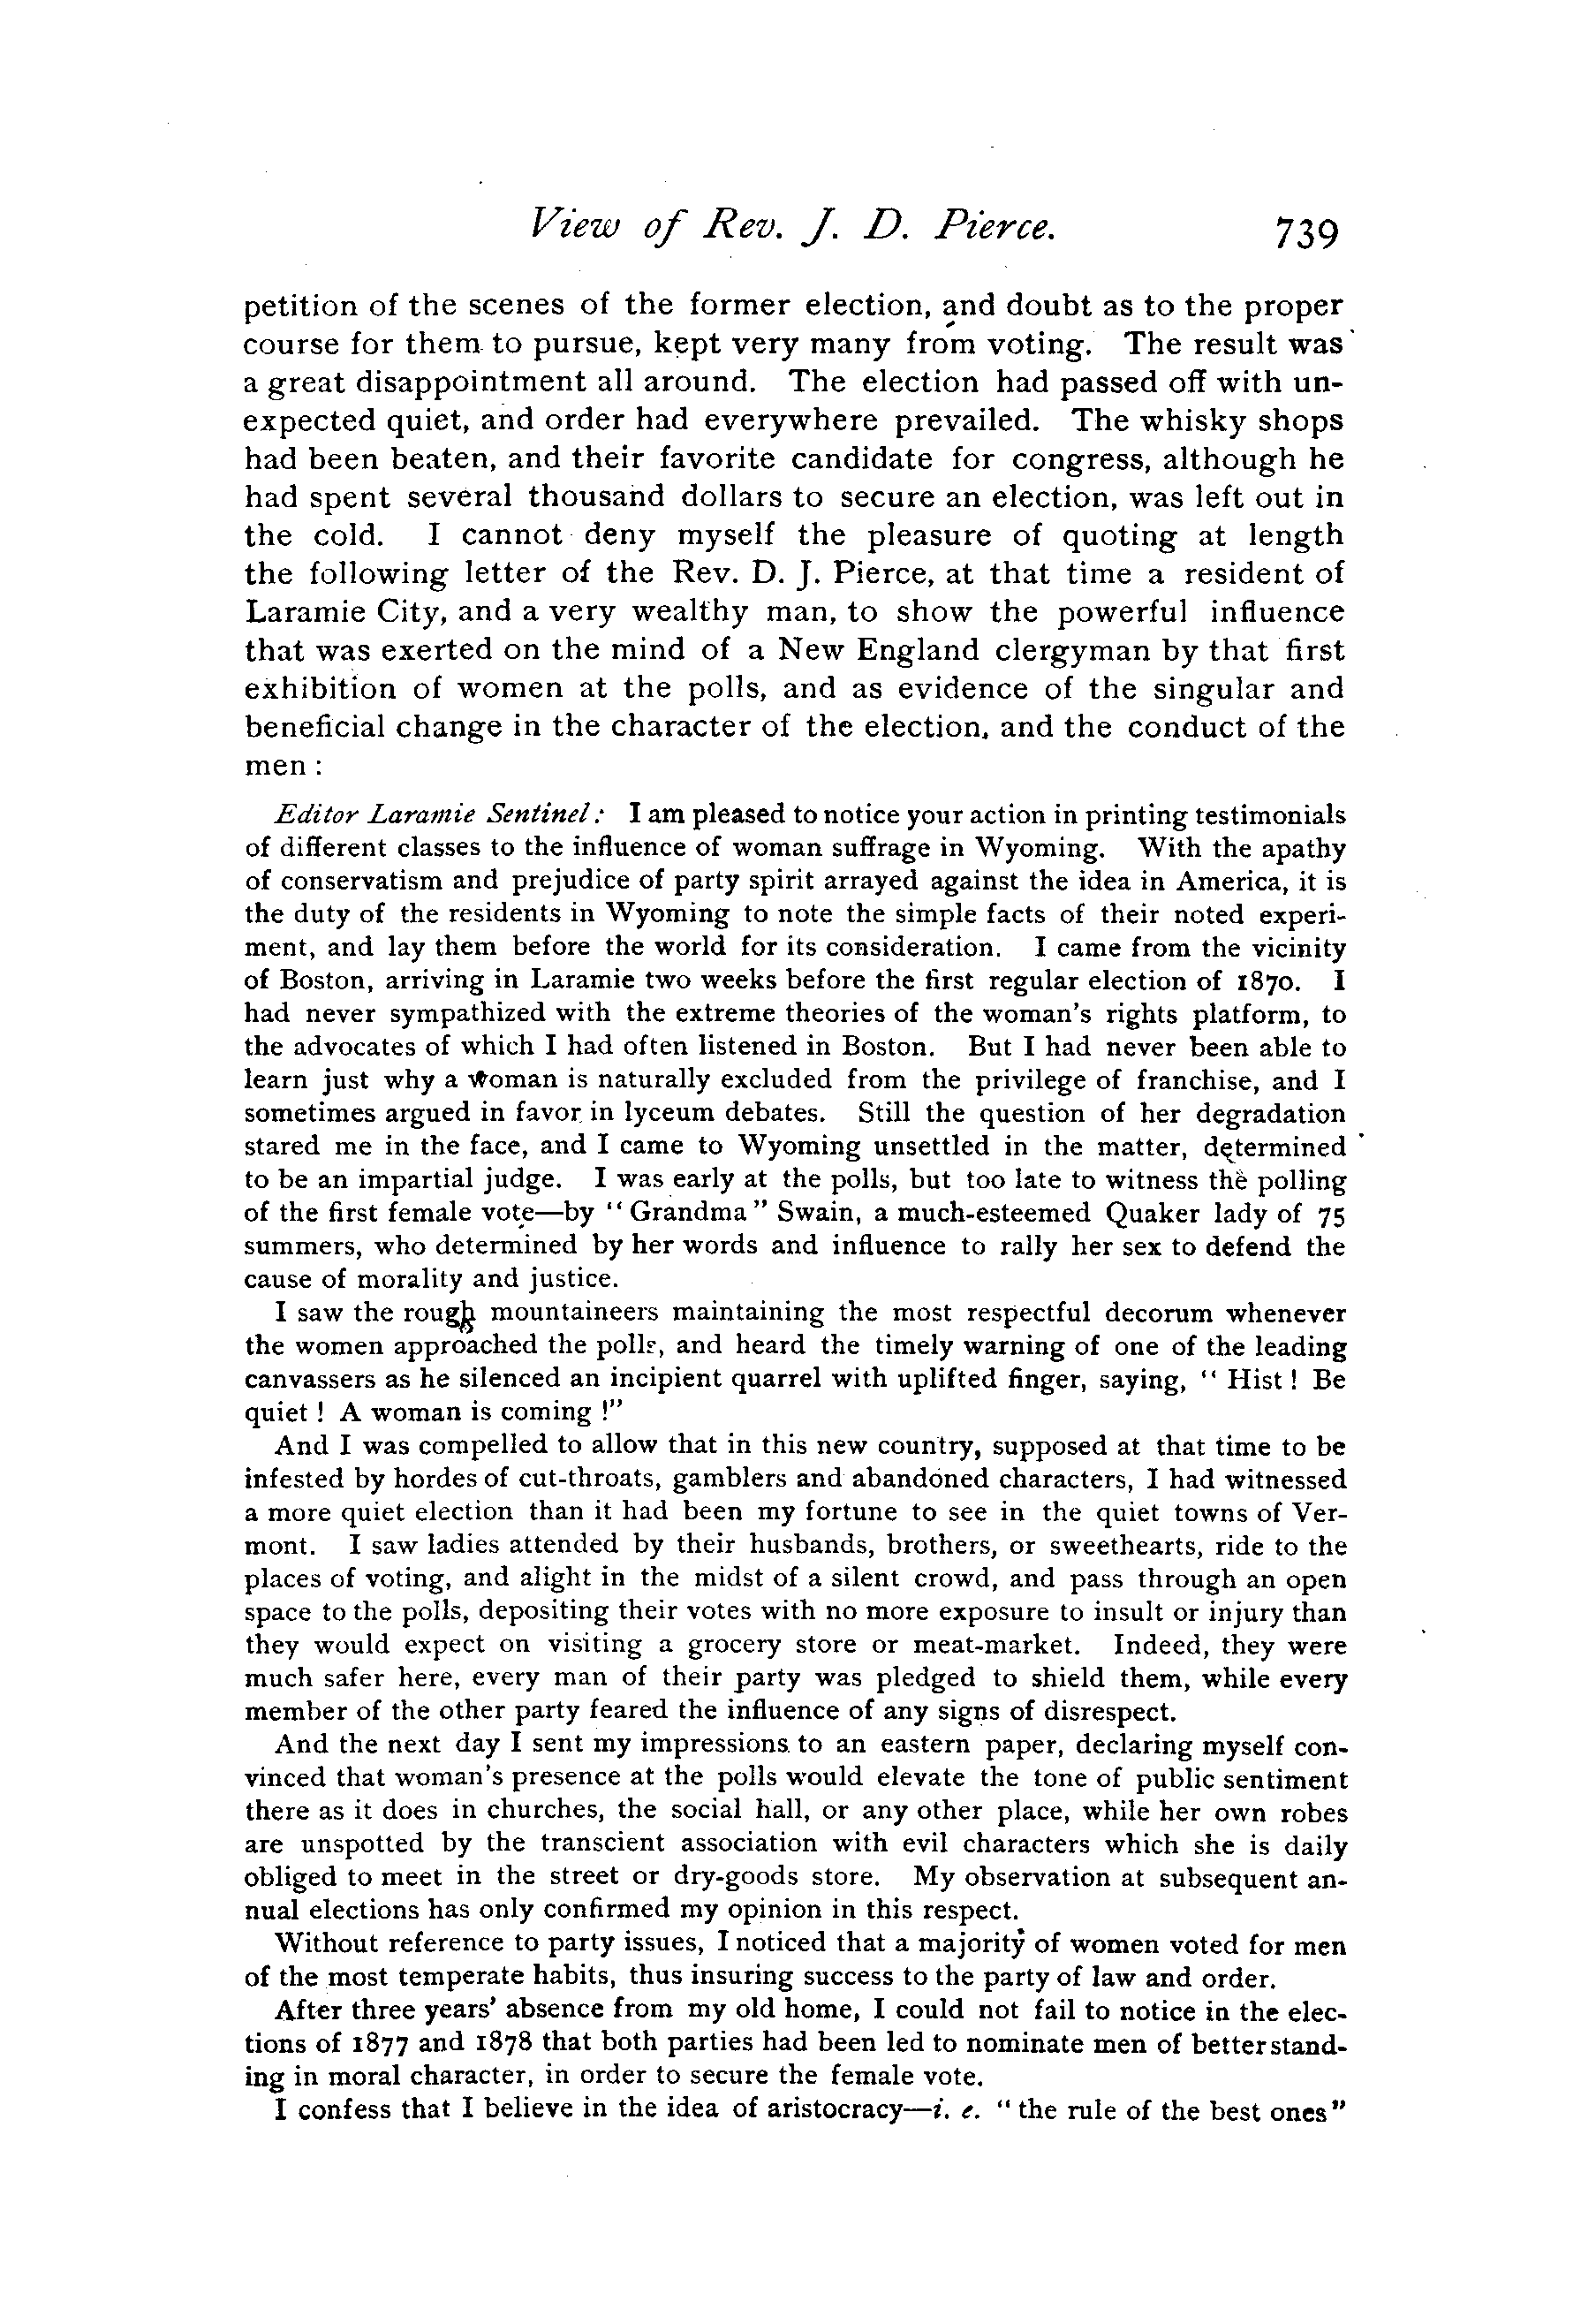 View of Rev. J. D. Pierce. 739
petition of the scenes of the former election, and doubt as to the proper
course for them to pursue, kept very many from voting. The result was
a great disappointment all around. The election had passed off with un-
expected quiet, and order had everywhere prevailed. The whisky shops
had been beaten, and their favorite candidate for congress, although he
had spent several thousand dollars to secure an election, was left out in
the cold. I cannot deny myself the pleasure of quoting at length
the following letter of the Rev. D. J. Pierce, at that time a resident of
Laramie City, and a very wealthy man, to show the powerful influence
that was exerted on the mind of a New England clergyman by that first
exhibition of women at the polls, and as evidence of the singular and
beneficial change in the character of the election, and the conduct of the
men :
Editor Laramie Sentinel: I am pleased to notice your action in printing testimonials
of different classes to the influence of woman suffrage in Wyoming. With the apathy
of conservatism and prejudice of party spirit arrayed against the idea in America, it is
the duty of the residents in Wyoming to note the simple facts of their noted experi-
ment, and lay them before the world for its consideration. I came from the vicinity
of Boston, arriving in Laramie two weeks before the first regular election of 1870. I
had never sympathized with the extreme theories of the woman's rights platform, to
the advocates of which I had often listened in Boston. But I had never been able to
learn just why a woman is naturally excluded from the privilege of franchise, and I
sometimes argued in favor in lyceum debates. Still the question of her degradation
stared me in the face, and I came to Wyoming unsettled in the matter, determined
to be an impartial judge. I was early at the polls, but too late to witness the polling
of the first female vote—by "Grandma" Swain, a much-esteemed Quaker lady of 75
summers, who determined by her words and influence to rally her sex to defend the
cause of morality and justice.
I saw the rough mountaineers maintaining the most respectful decorum whenever
the women approached the polls, and heard the timely warning of one of the leading
canvassers as he silenced an incipient quarrel with uplifted finger, saying, "Hist! Be
quiet! A woman is coming!"
And I was compelled to allow that in this new country, supposed at that time to be
infested by hordes of cut-throats, gamblers and abandoned characters, I had witnessed
a more quiet election than it had been my fortune to see in the quiet towns of Ver-
mont. I saw ladies attended by their husbands, brothers, or sweethearts, ride to the
places of voting, and alight in the midst of a silent crowd, and pass through an open
space to the polls, depositing their votes with no more exposure to insult or injury than
they would expect on visiting a grocery store or meat-market. Indeed, they were
much safer here, every man of their party was pledged to shield them, while every
member of the other party feared the influence of any signs of disrespect.
And the next day I sent my impressions to an eastern paper, declaring myself con-
vinced that woman's presence at the polls would elevate the tone of public sentiment
there as it does in churches, the social hall, or any other place, while her own robes
are unspotted by the transcient association with evil characters which she is daily
obliged to meet in the street or dry-goods store. My observation at subsequent an-
nual elections has only confirmed my opinion in this respect.
Without reference to party issues, I noticed that a majority of women voted for men
of the most temperate habits, thus insuring success to the party of law and order.
After three years' absence from my old home, I could not fail to notice in the elec-
tions of 1877 and 1878 that both parties had been led to nominate men of better stand-
ing in moral character, in order to secure the female vote.
I confess that I believe in the idea of aristocracy—i. e. "the rule of the best ones"